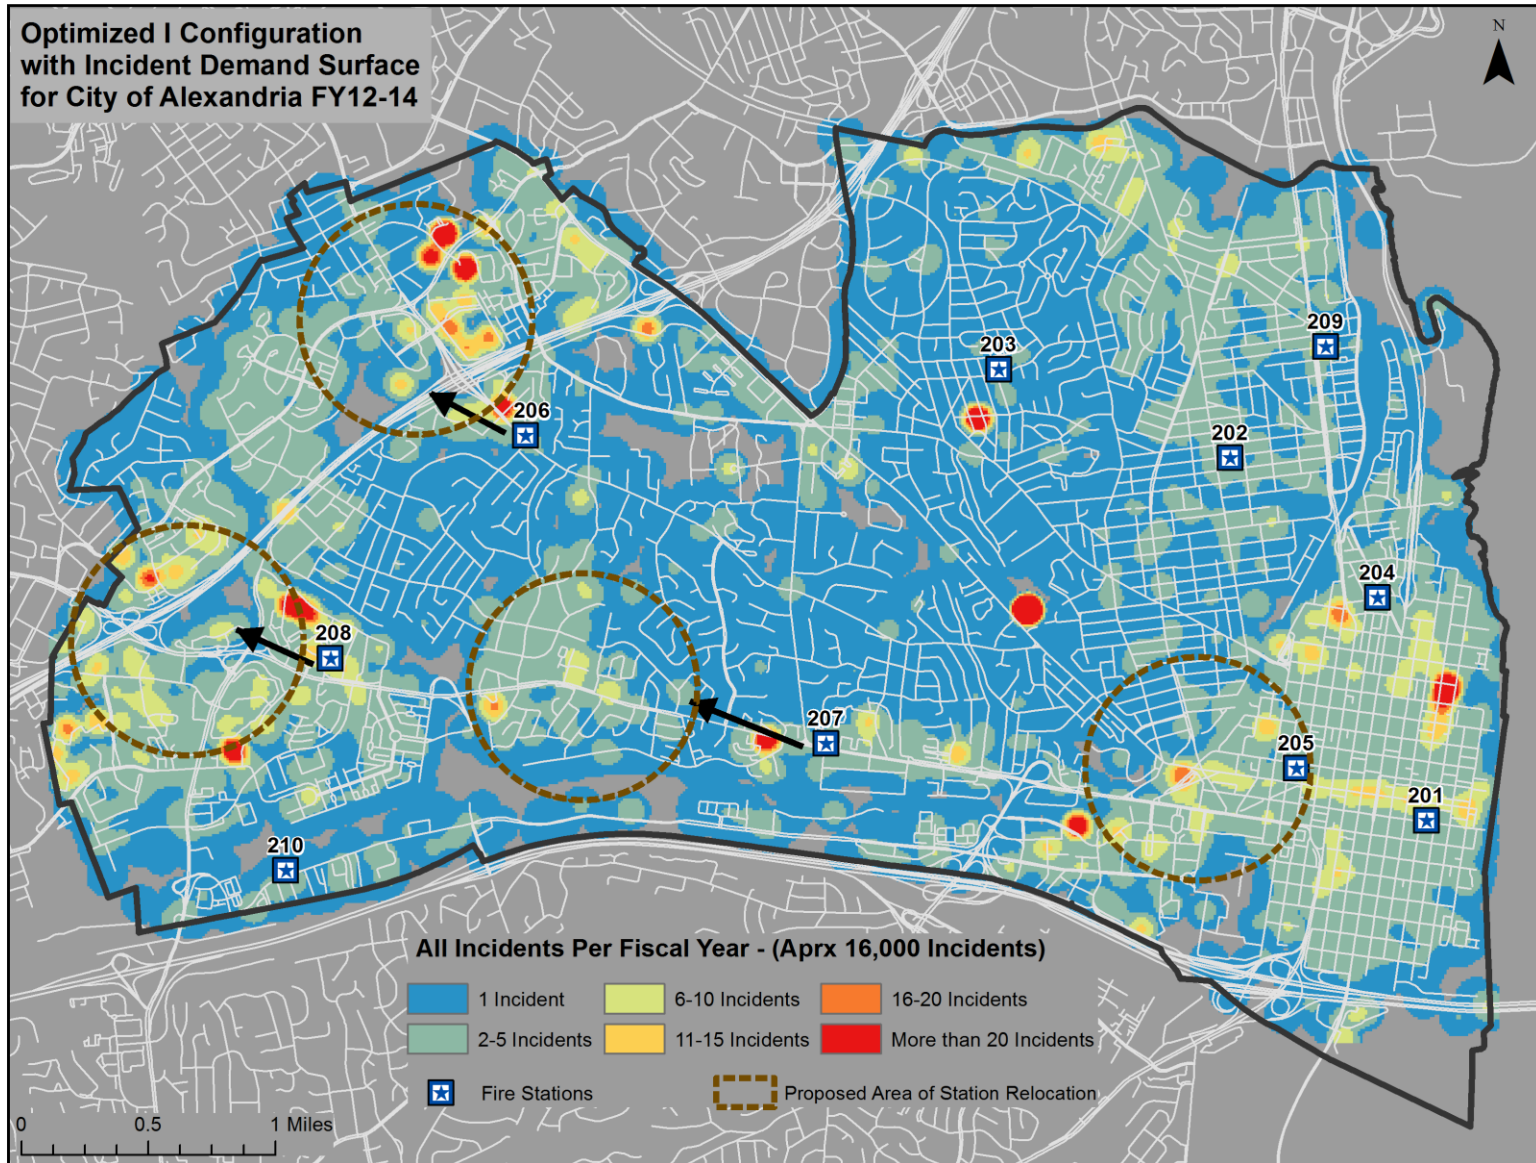 Optimized I Configuration
with Incident Demand Surface
for City of Alexandria FY12-14
N
209
203
202
206
204
208
207
205
201
210
All Incidents Per Fiscal Year - (Aprx 16,000 Incidents)
1 Incident
6-10 Incidents
16-20 Incidents
2-5 Incidents
11-15 Incidents
More than 20 Incidents
Fire Stations
Proposed Area of Station Relocation
0 0.5 1 Miles